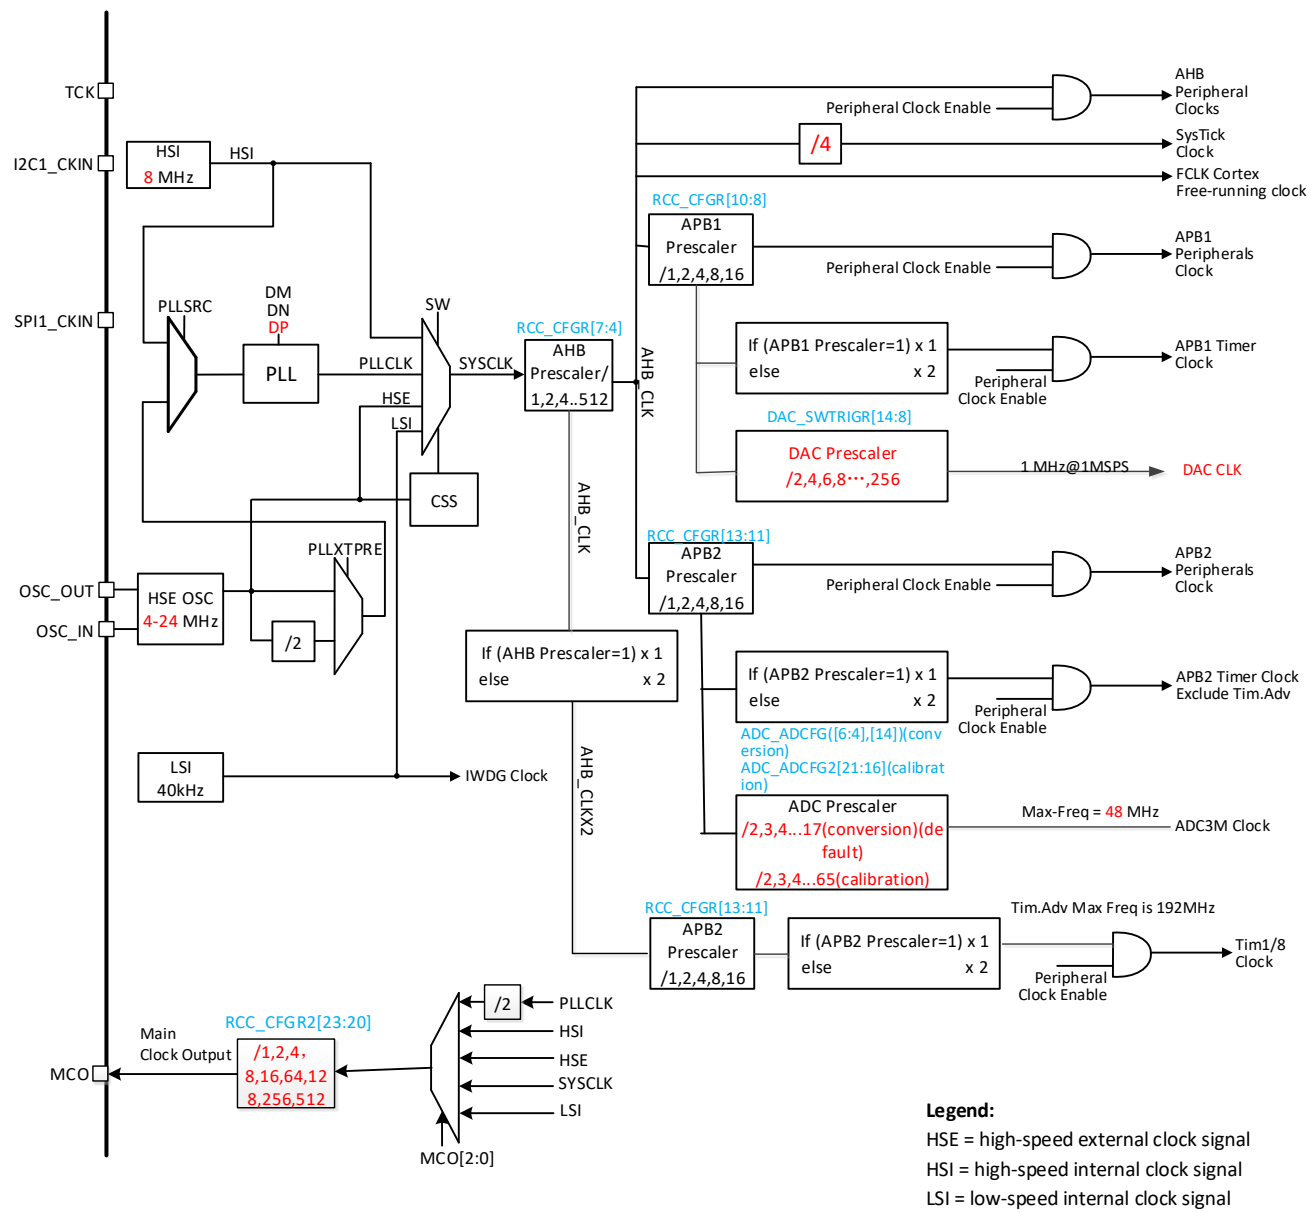 TCK
I2C1_CKIN
HSI
8 MHz
HSI
SPI1_CKIN
PLLSRC
DM
DN
DP
PLL
PLLCLK
HSE
LSI
SW
SYSCLK
CSS
RCC_CFGR[7:4]
AHB
Prescaler/
1,2,4..512
AHB_CLK
AHB_CLK
Peripheral Clock Enable
AHB
Peripheral
Clocks
/4
SysTick
Clock
FCLK Cortex
Free-running clock
RCC_CFGR[10:8]
APB1
Prescaler
/1,2,4,8,16
Peripheral Clock Enable
APB1
Peripherals
Clock
If (APB1 Prescaler=1) x 1
else x 2
Peripheral
Clock Enable
APB1 Timer
Clock
DAC_SWTRIGR[14:8]
DAC Prescaler
/2,4,6,8···,256
1 MHz@1MSPS
DAC CLK
RCC_CFGR[13:11]
APB2
Prescaler
/1,2,4,8,16
Peripheral Clock Enable
APB2
Peripherals
Clock
OSC_OUT
OSC_IN
HSE OSC
4-24 MHz
/2
PLLXTPRE
If (AHB Prescaler=1) x 1
else x 2
AHB_CLKX2
If (APB2 Prescaler=1) x 1
else x 2
Peripheral
Clock Enable
APB2 Timer Clock
Exclude Tim.Adv
ADC_ADCFG([6:4],[14])(conv
ersion)
ADC_ADCFG2[21:16](calibrat
ion)
ADC Prescaler
/2,3,4...17(conversion)(de
fault)
/2,3,4...65(calibration)
Max-Freq = 48 MHz
ADC3M Clock
LSI
40kHz
IWDG Clock
RCC_CFGR[13:11]
APB2
Prescaler
/1,2,4,8,16
If (APB2 Prescaler=1) x 1
else x 2
Tim.Adv Max Freq is 192MHz
Peripheral
Clock Enable
Tim1/8
Clock
MCO
Main
Clock Output
RCC_CFGR2[23:20]
/1,2,4，
8,16,64,12
8,256,512
/2
PLLCLK
HSI
HSE
SYSCLK
LSI
MCO[2:0]
Legend:
HSE = high-speed external clock signal
HSI = high-speed internal clock signal
LSI = low-speed internal clock signal